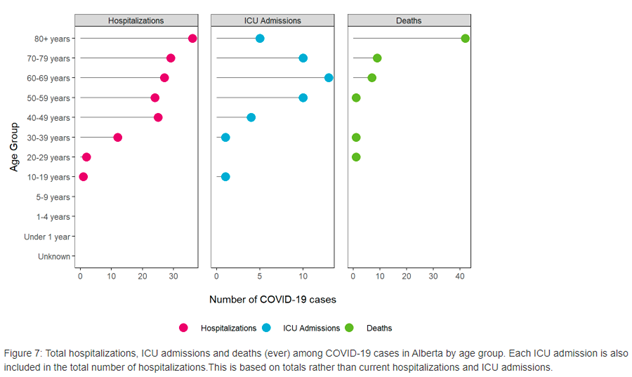 Hospitalizations ICU Admissions Deaths
80+ years
70-79 years
60-69 years
50-59 years
40-49 years
30-39 years
20-29 years
10-19 years
5-9 years
1-4 years
Under 1 year
Unknown
Age Group
0 10 20 30 0 5 10 0 10 20 30 40
Number of COVID-19 cases
Hospitalizations ICU Admissions Deaths
Figure 7: Total hospitalizations, ICU admissions and deaths (ever) among COVID-19 cases in Alberta by age group. Each ICU admission is also
included in the total number of hospitalizations.This is based on totals rather than current hospitalizations and ICU admissions.